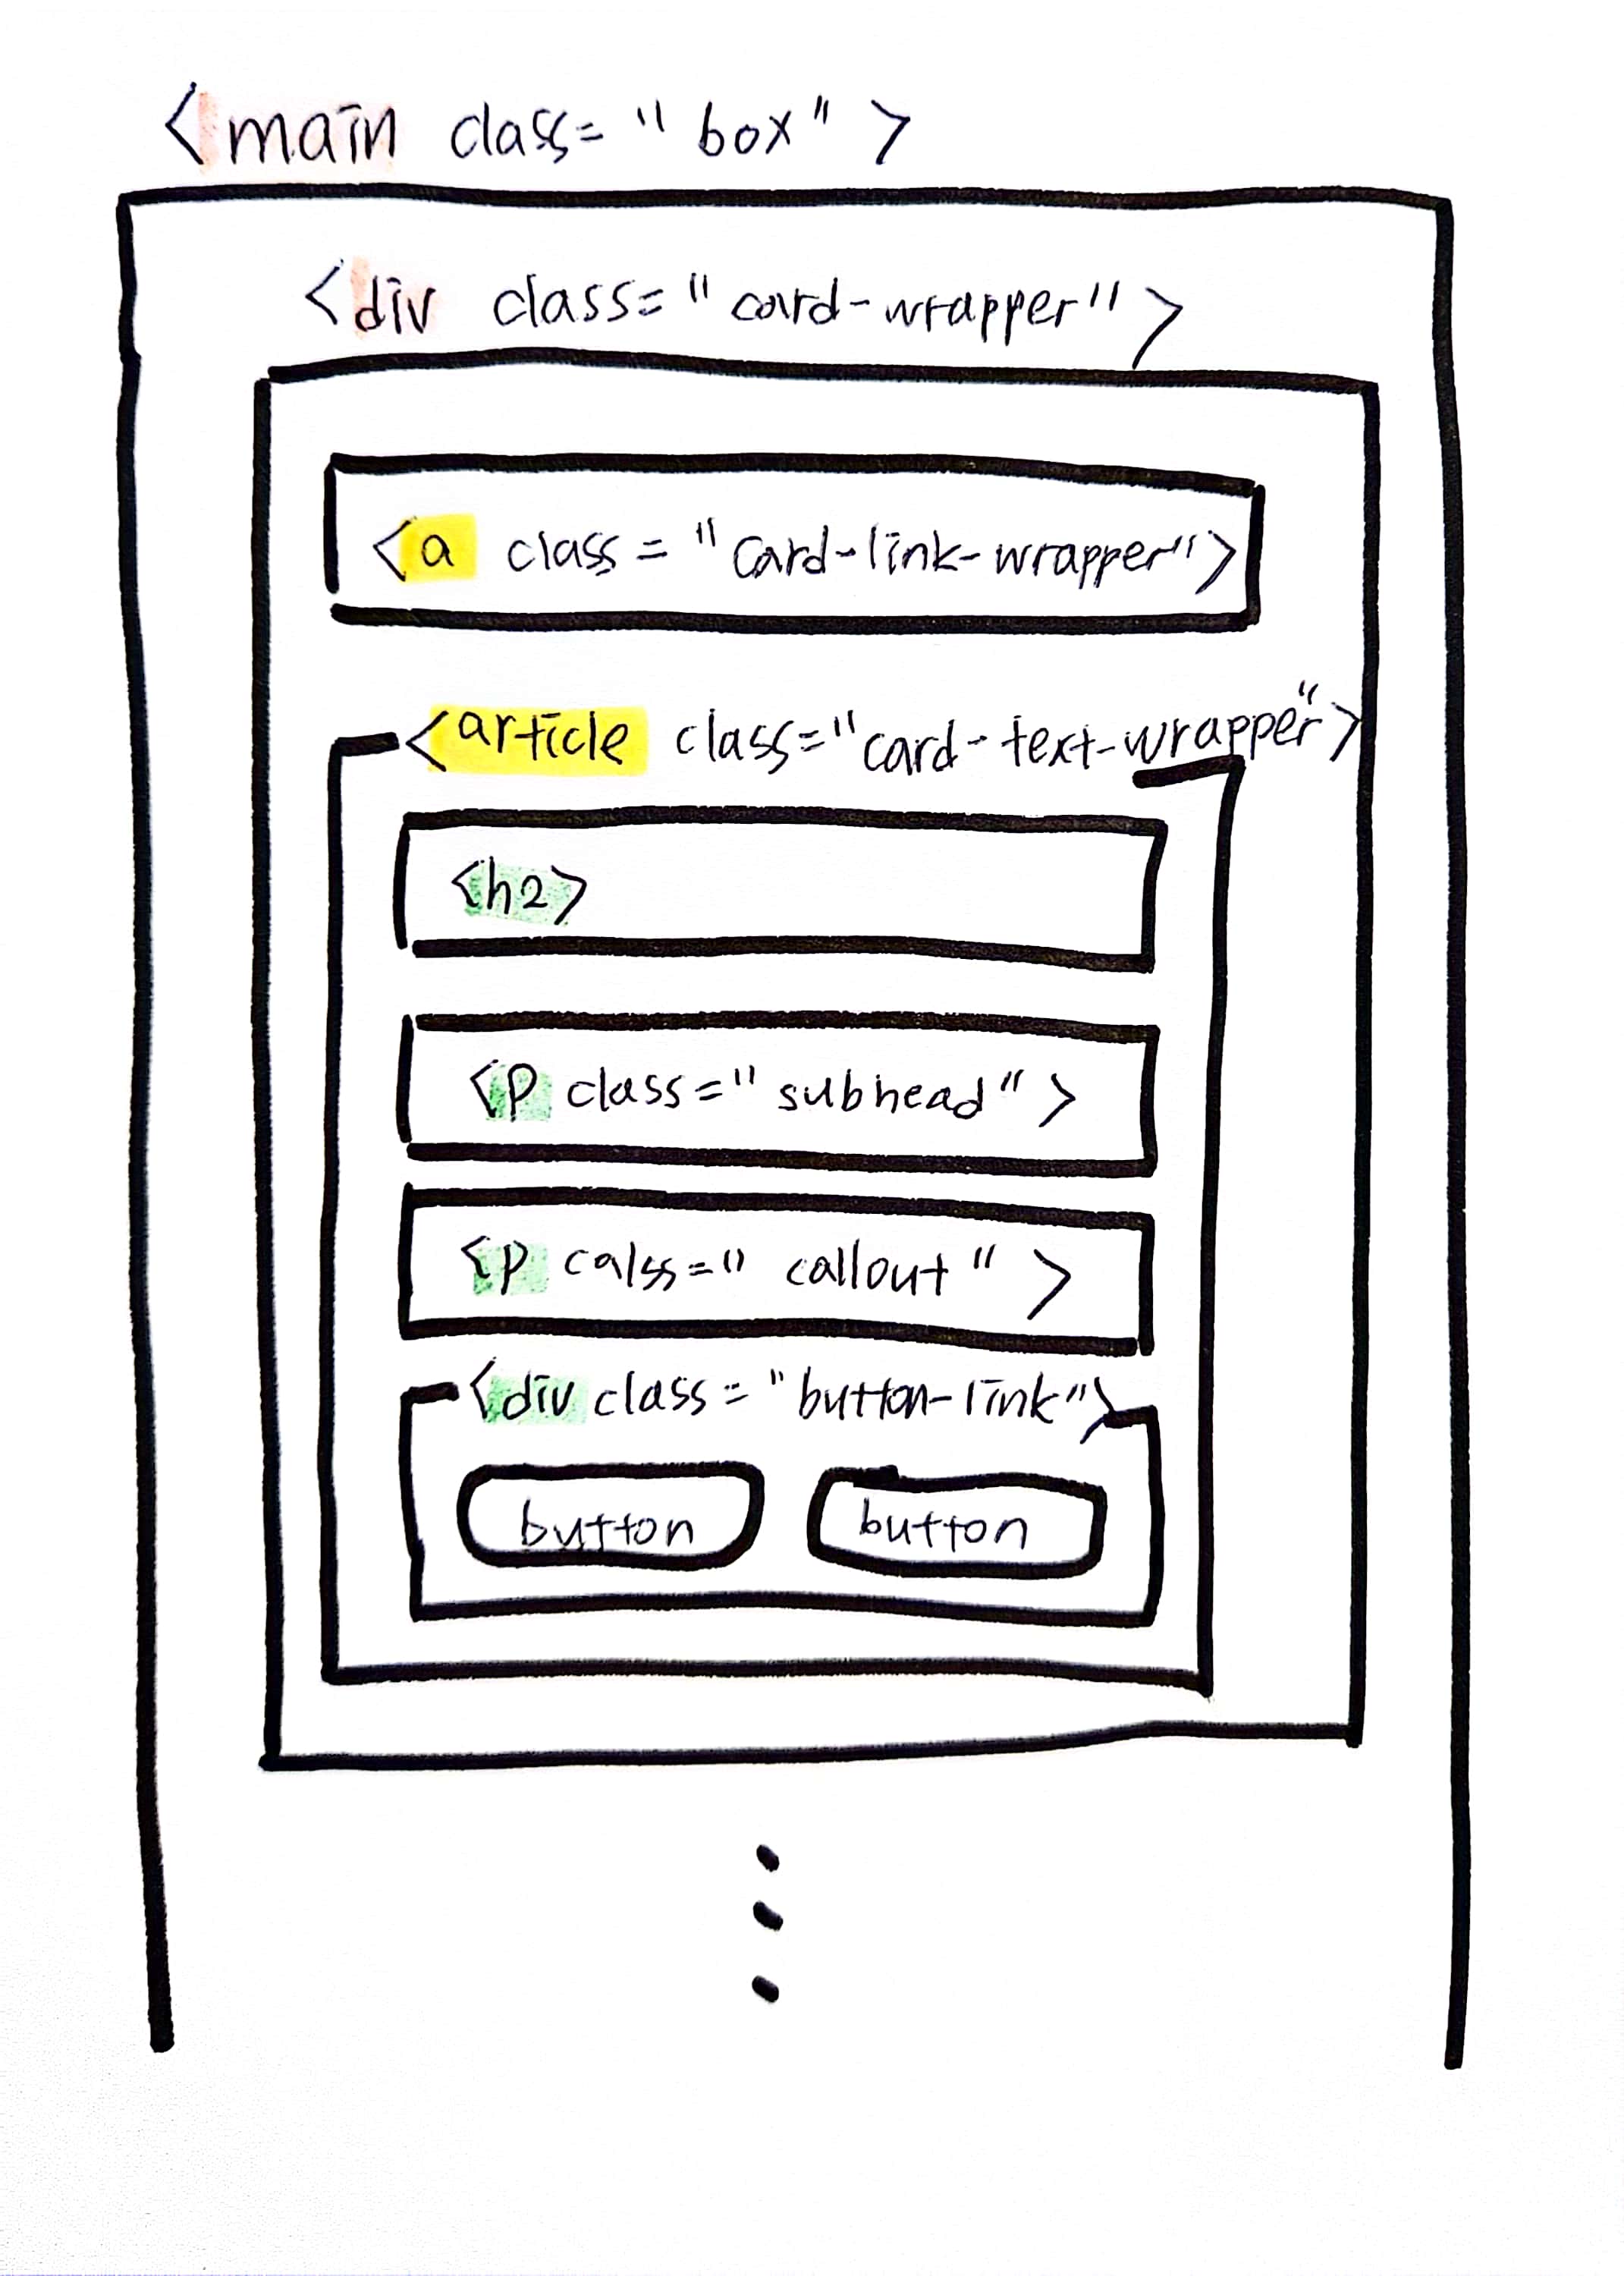 <main class="box">
<div class="card-wrapper">
<a class="card-link-wrapper">
<article class="card-text-wrapper">
<h2>
<p class="subhead">
<p calss="callout">
<div class="button-link">
button button